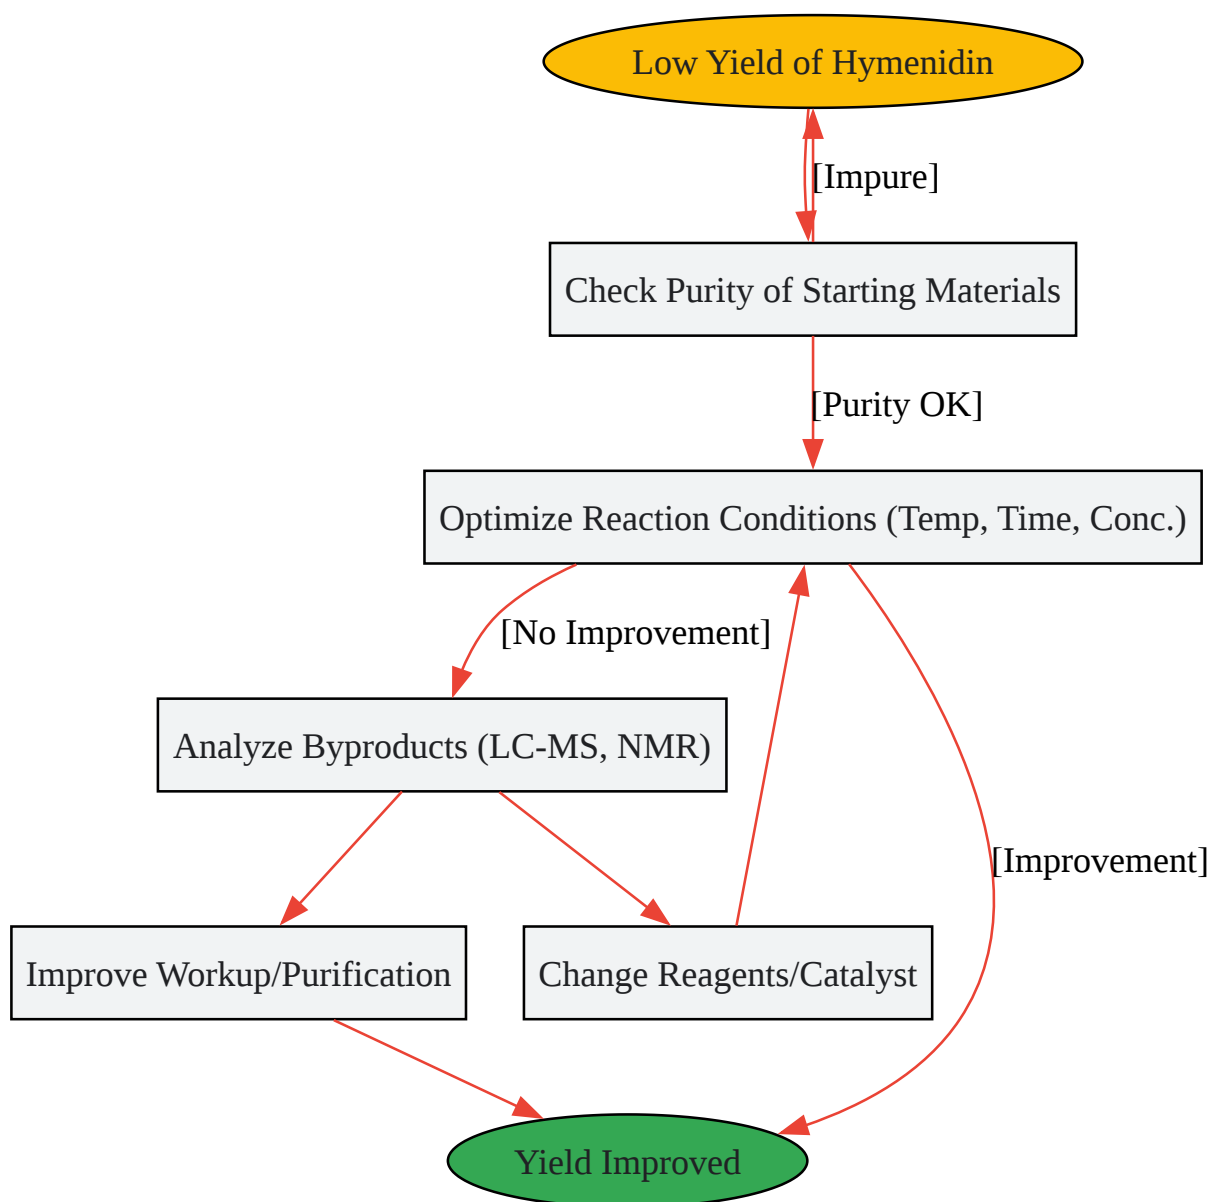 Low Yield of Hymenidin
[Impure]
Check Purity of Starting Materials
[Purity OK]
Optimize Reaction Conditions (Temp, Time, Conc.)
[No Improvement]
Analyze Byproducts (LC-MS, NMR)
[Improvement]
Improve Workup/Purification
Change Reagents/Catalyst
Yield Improved